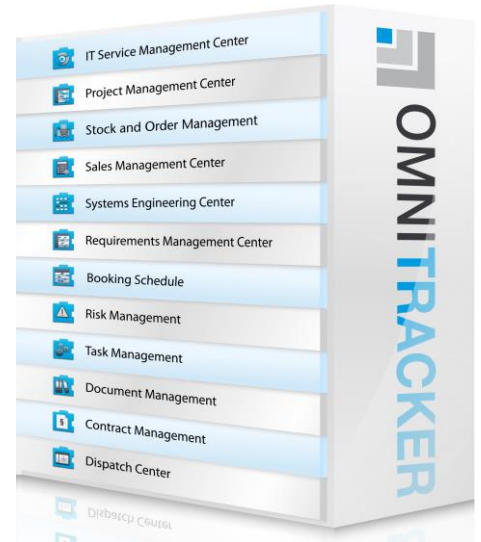 IT Service Management Center
Project Management Center
Stock and Order Management
Sales Management Center
Systems Engineering Center
Requirements Management Center
Booking Schedule
Risk Management
Task Management
Document Management
Contract Management
Dispatch Center
Dispatch Center
OMNITRACKER